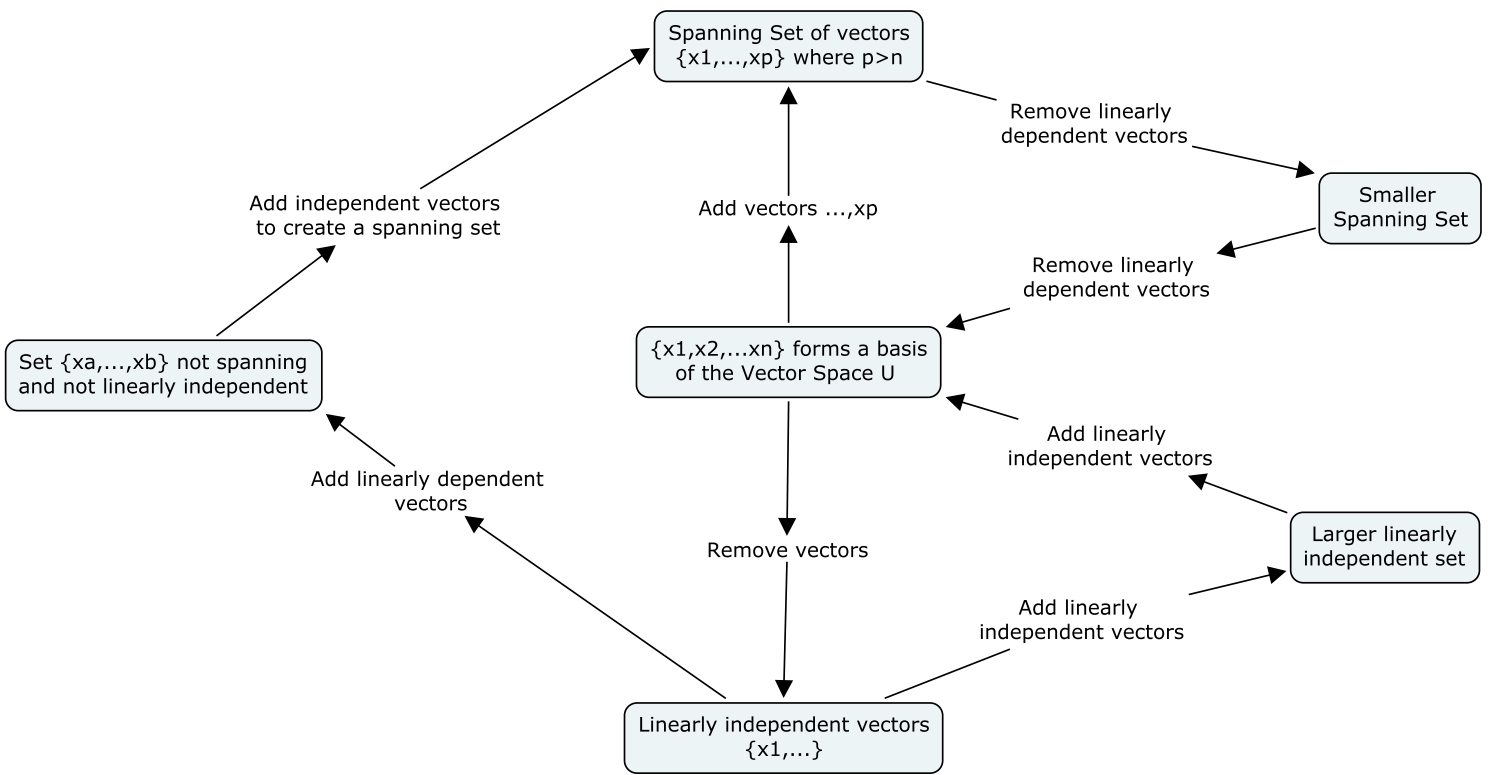 Spanning Set of vectors
{x1,...,xp} where p>n
Remove linearly
dependent vectors
Smaller
Spanning Set
Add independent vectors
to create a spanning set
Add vectors ...,xp
Remove linearly
dependent vectors
Set {xa,...,xb} not spanning
and not linearly independent
{x1,x2,...xn} forms a basis
of the Vector Space U
Add linearly
independent vectors
Add linearly dependent
vectors
Remove vectors
Larger linearly
independent set
Add linearly
independent vectors
Linearly independent vectors
{x1,...}